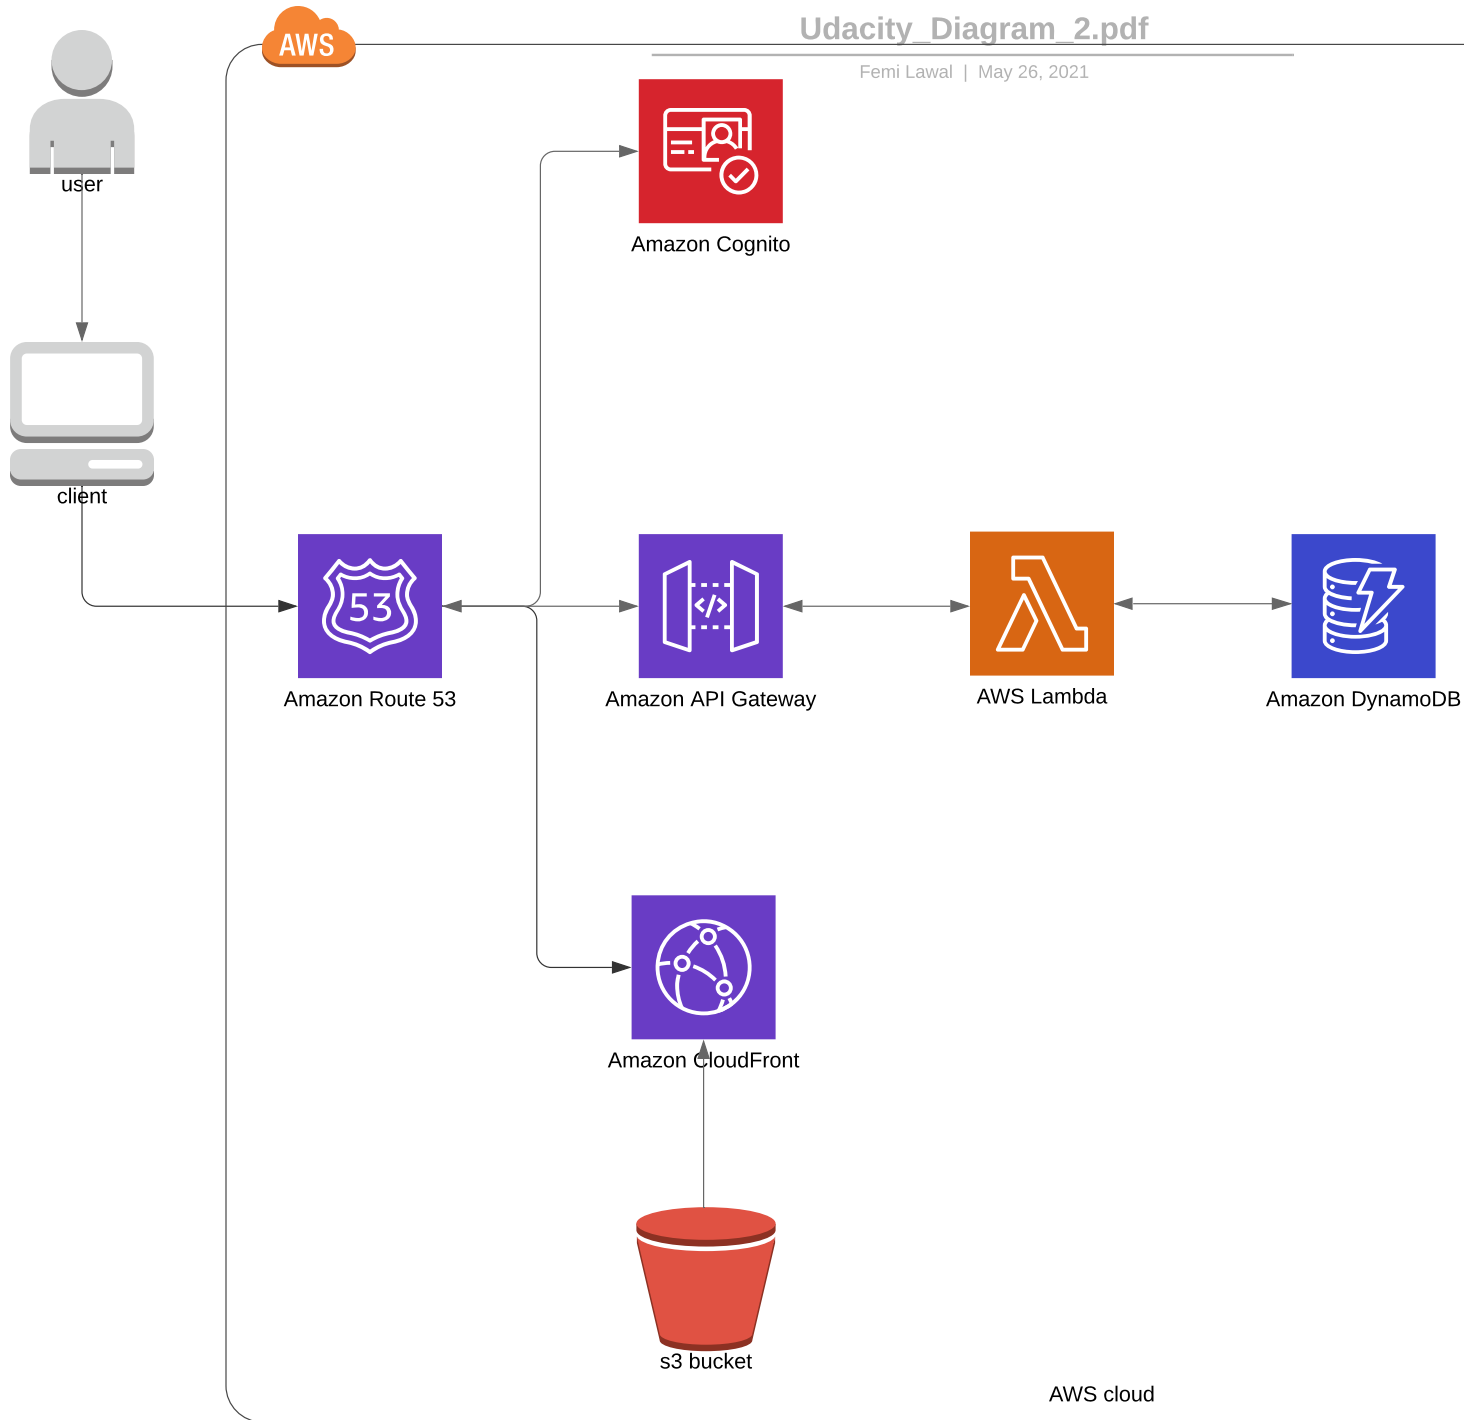 AWS
Udacity_Diagram_2.pdf
Femi Lawal | May 26, 2021
user
Amazon Cognito
client
53
</>
Amazon Route 53
Amazon API Gateway
AWS Lambda
Amazon DynamoDB
Amazon CloudFront
s3 bucket
AWS cloud